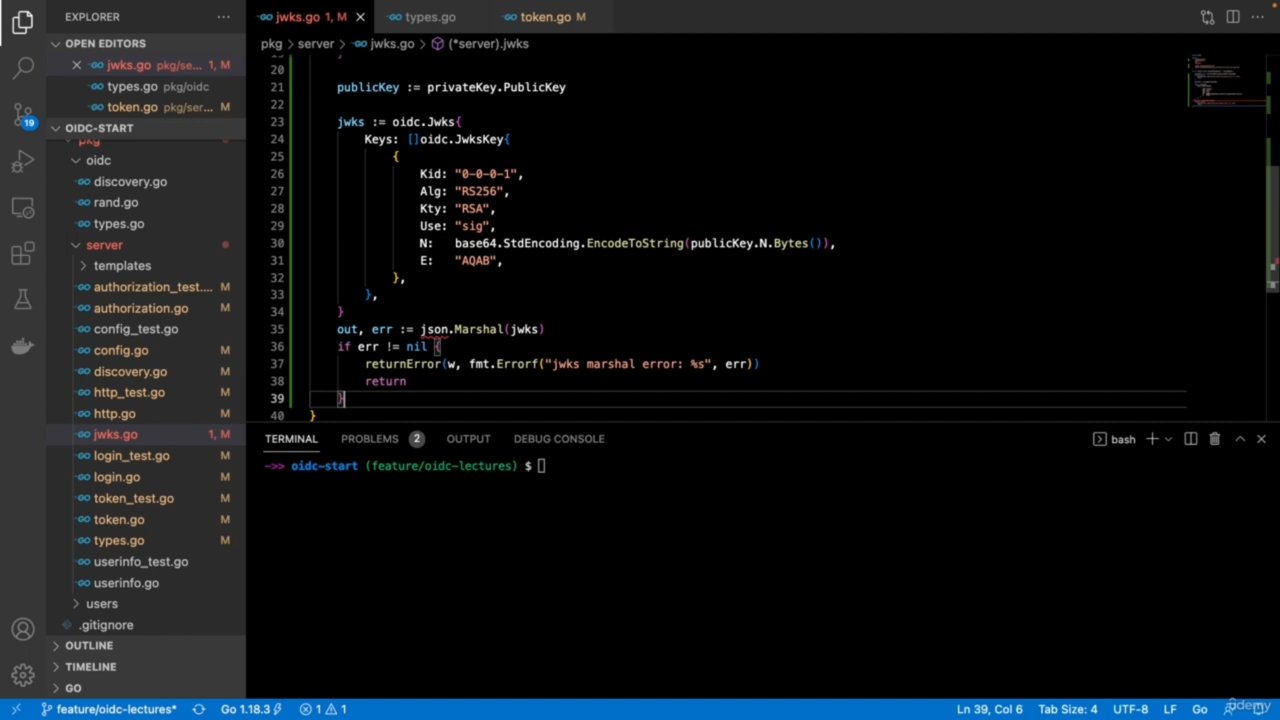 EXPLORER
···
OPEN EDITORS
jwks.go pkg/se... 1, M
types.go pkg/oidc
token.go pkg/ser... M
OIDC-START
pkg
oidc
discovery.go
rand.go
types.go
server
templates
authorization_test.... M
authorization.go M
config_test.go
config.go M
discovery.go M
http_test.go M
http.go M
jwks.go 1, M
login_test.go M
login.go M
token_test.go M
token.go M
types.go M
userinfo_test.go
userinfo.go
users
.gitignore
OUTLINE
TIMELINE
GO
19
jwks.go 1, M
types.go
token.go M
pkg > server > jwks.go > (*server).jwks
20
21 publicKey := privateKey.PublicKey
22
23 jwks := oidc.Jwks{
24 Keys: []oidc.JwksKey{
25 {
26 Kid: "0-0-0-1",
27 Alg: "RS256",
28 Kty: "RSA",
29 Use: "sig",
30 N: base64.StdEncoding.EncodeToString(publicKey.N.Bytes()),
31 E: "AQAB",
32 },
33 },
34 }
35 out, err := json.Marshal(jwks)
36 if err != nil {
37 returnError(w, fmt.Errorf("jwks marshal error: %s", err))
38 return
39 }
40 }
TERMINAL PROBLEMS 2 OUTPUT DEBUG CONSOLE
bash
->> oidc-start (feature/oidc-lectures) $
feature/oidc-lectures* Go 1.18.3 1 1 Ln 39, Col 6 Tab Size: 4 UTF-8 LF Go
udemy